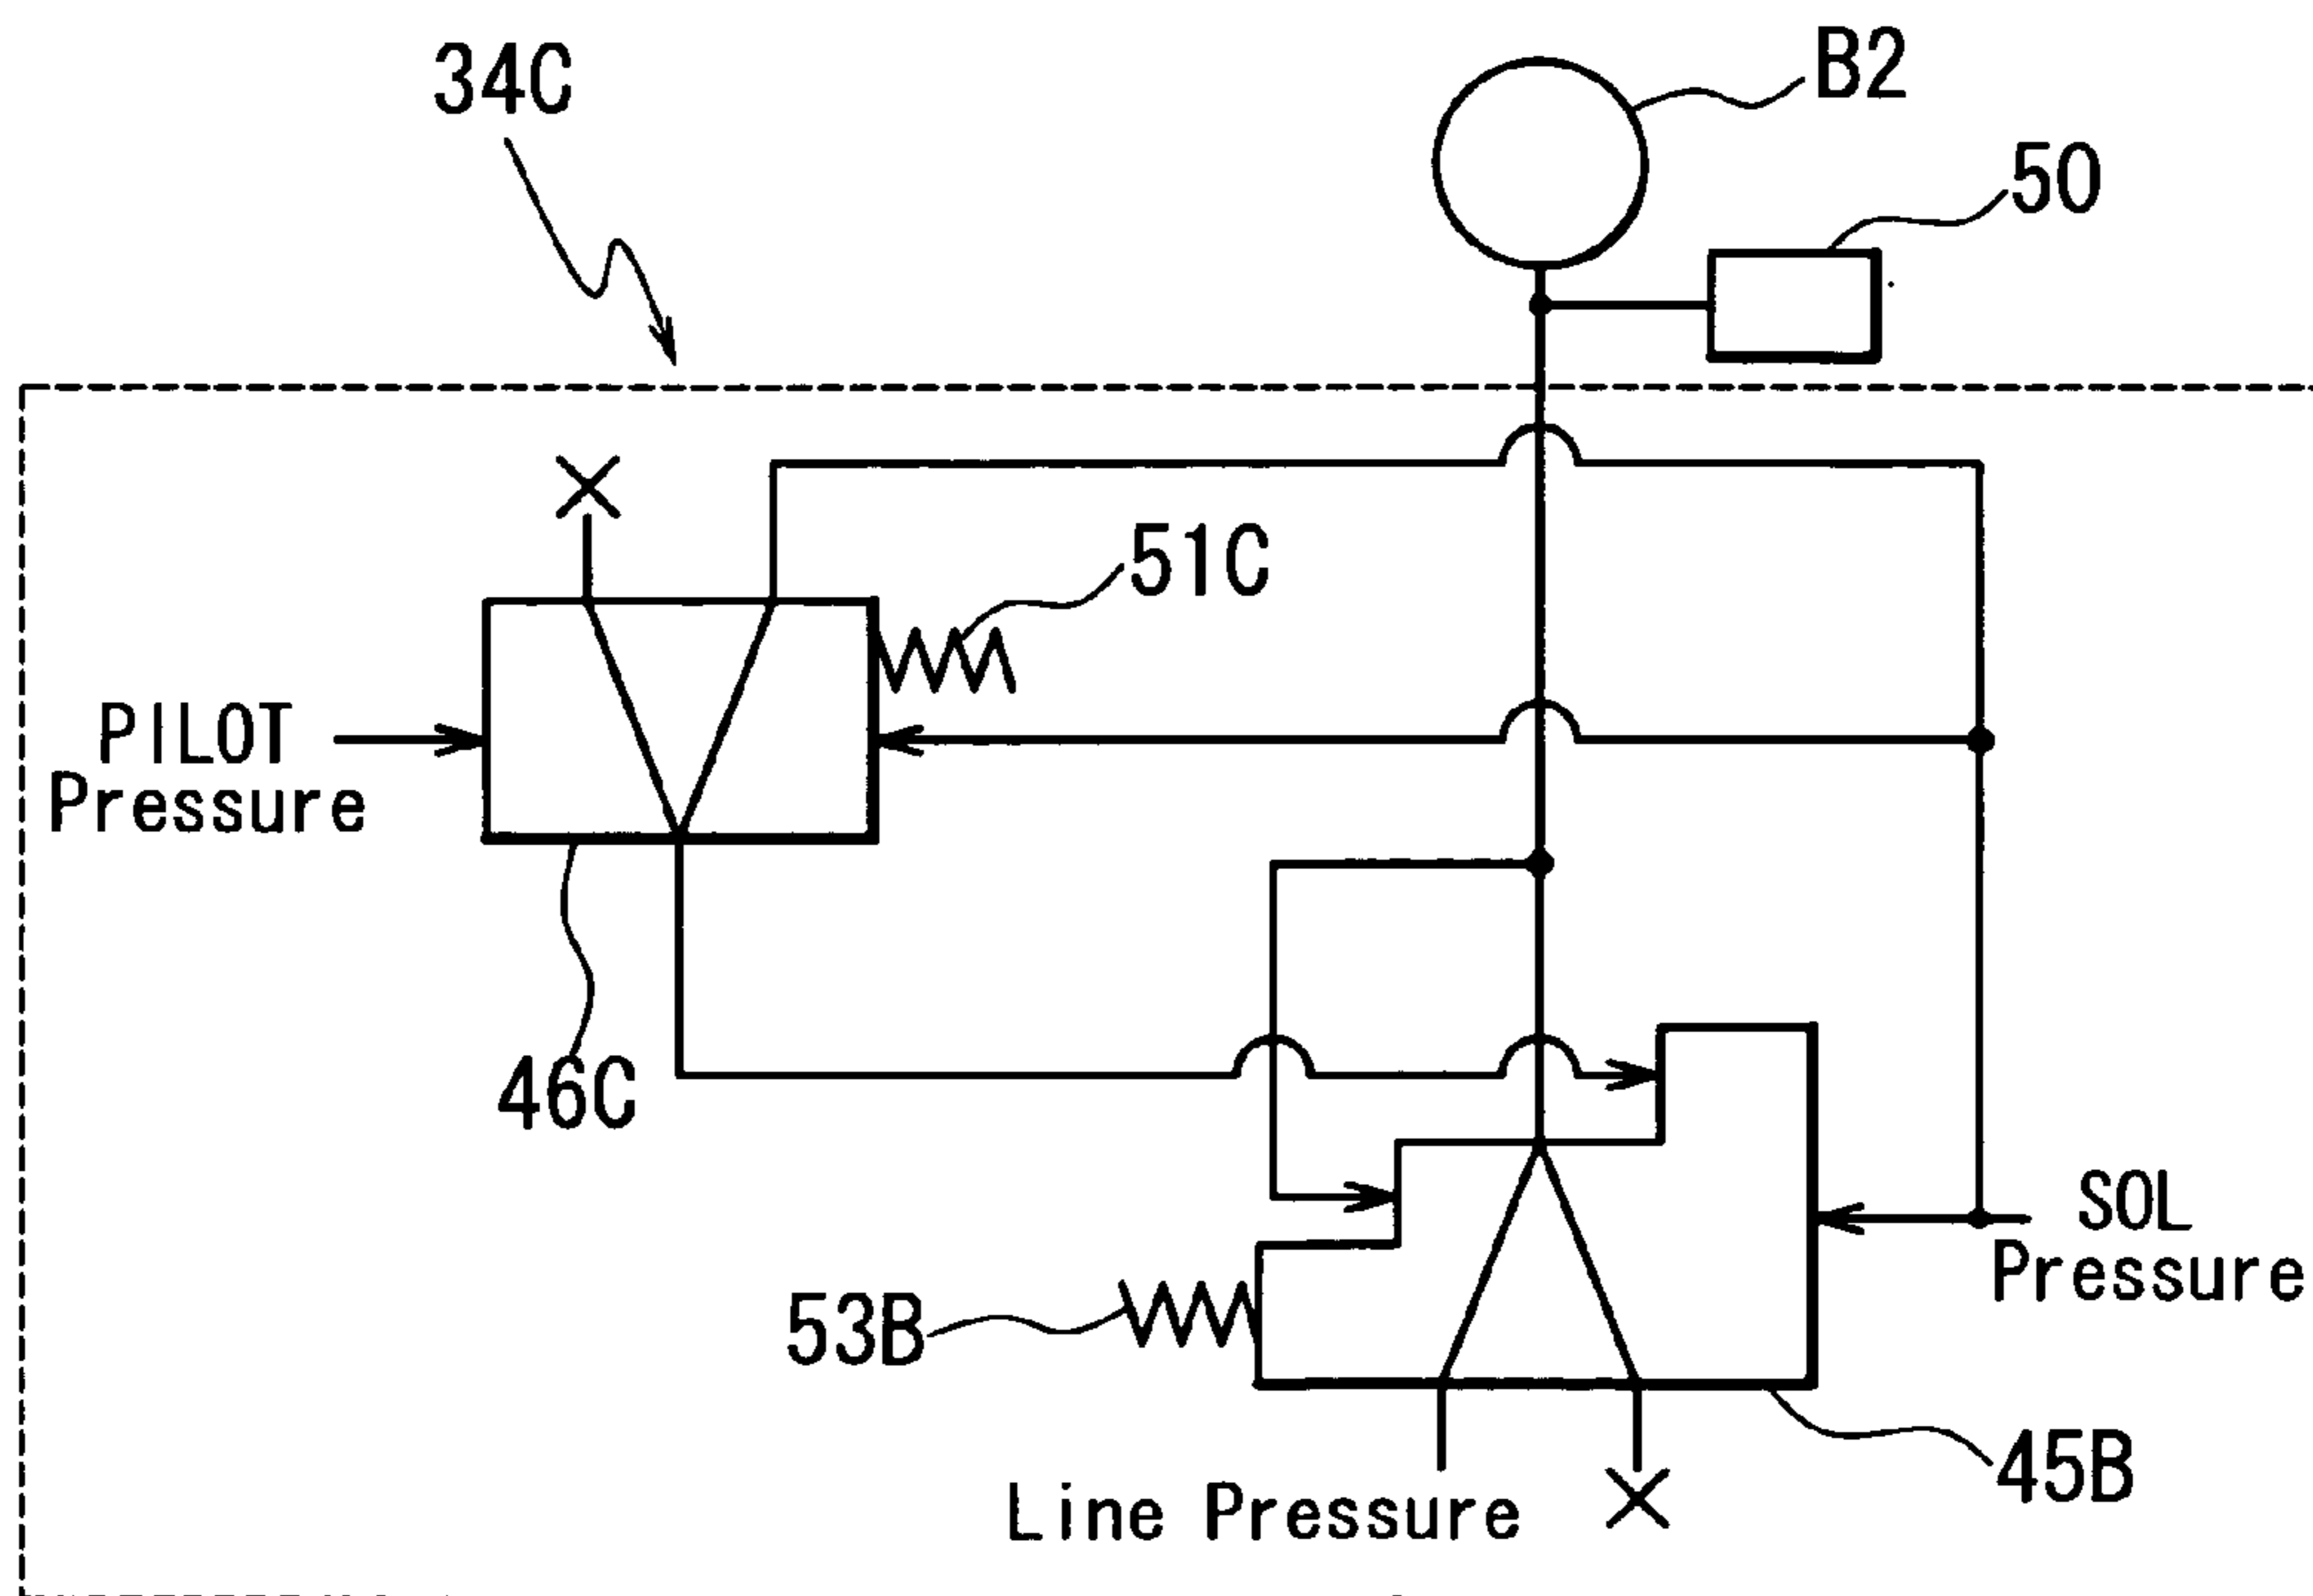 34C
B2
50
X
51C
PILOT
Pressure
46C
SOL
Pressure
53B
45B
Line Pressure X